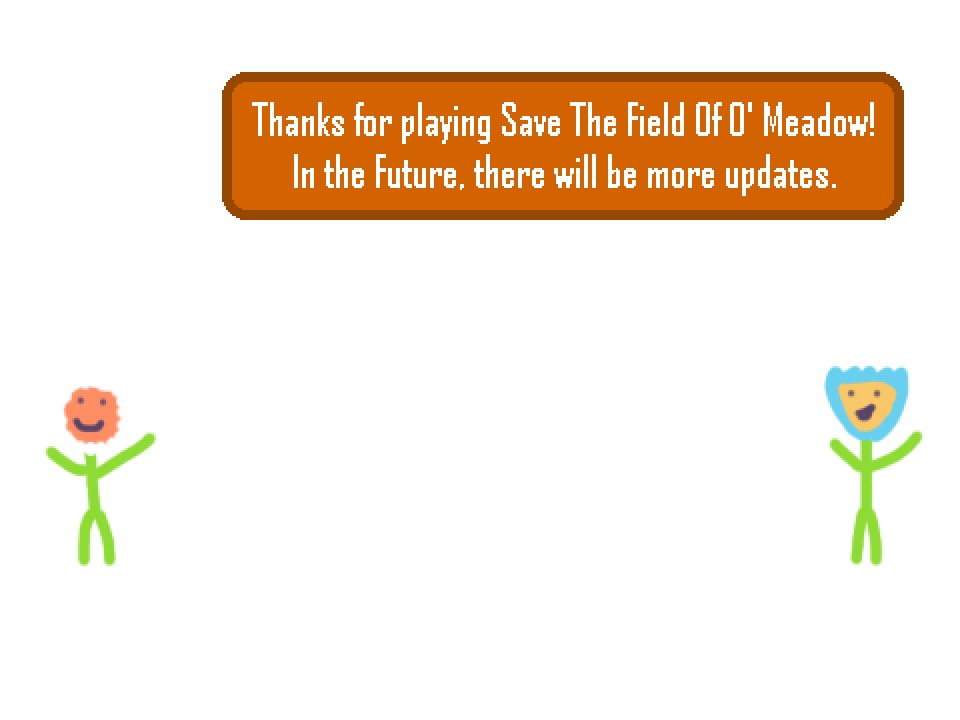 Thanks for playing Save The Field Of O' Meadow!
In the Future, there will be more updates.